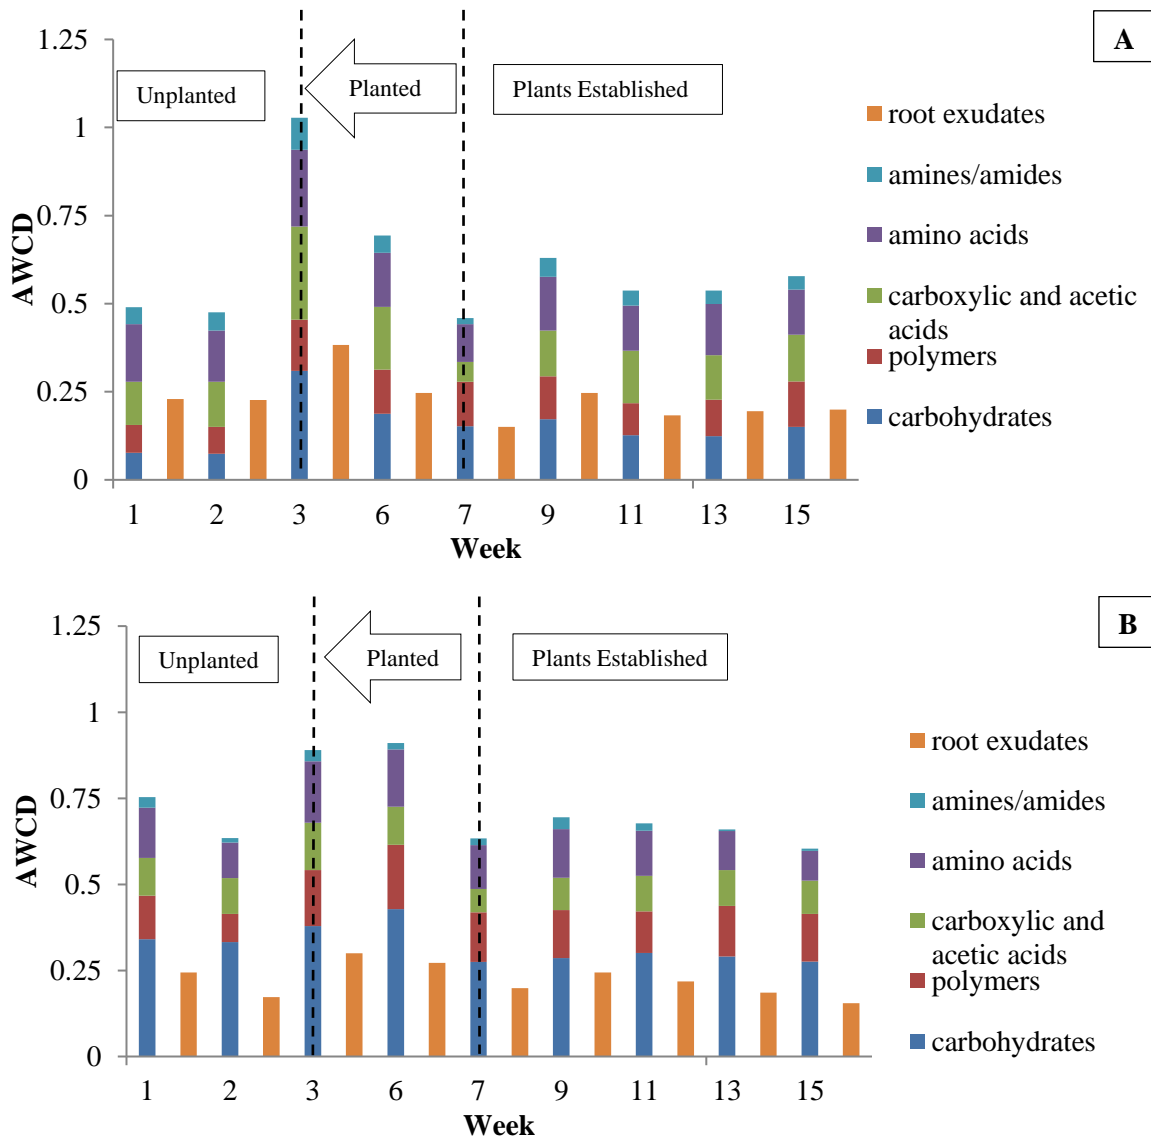 A
1.25
1
0.75
0.5
0.25
0
AWCD
Unplanted
Planted
Plants Established
root exudates
amines/amides
amino acids
carboxylic and acetic
acids
polymers
carbohydrates
1 2 3 6 7 9 11 13 15
Week
B
1.25
1
0.75
0.5
0.25
0
AWCD
Unplanted
Planted
Plants Established
root exudates
amines/amides
amino acids
carboxylic and
acetic acids
polymers
carbohydrates
1 2 3 6 7 9 11 13 15
Week